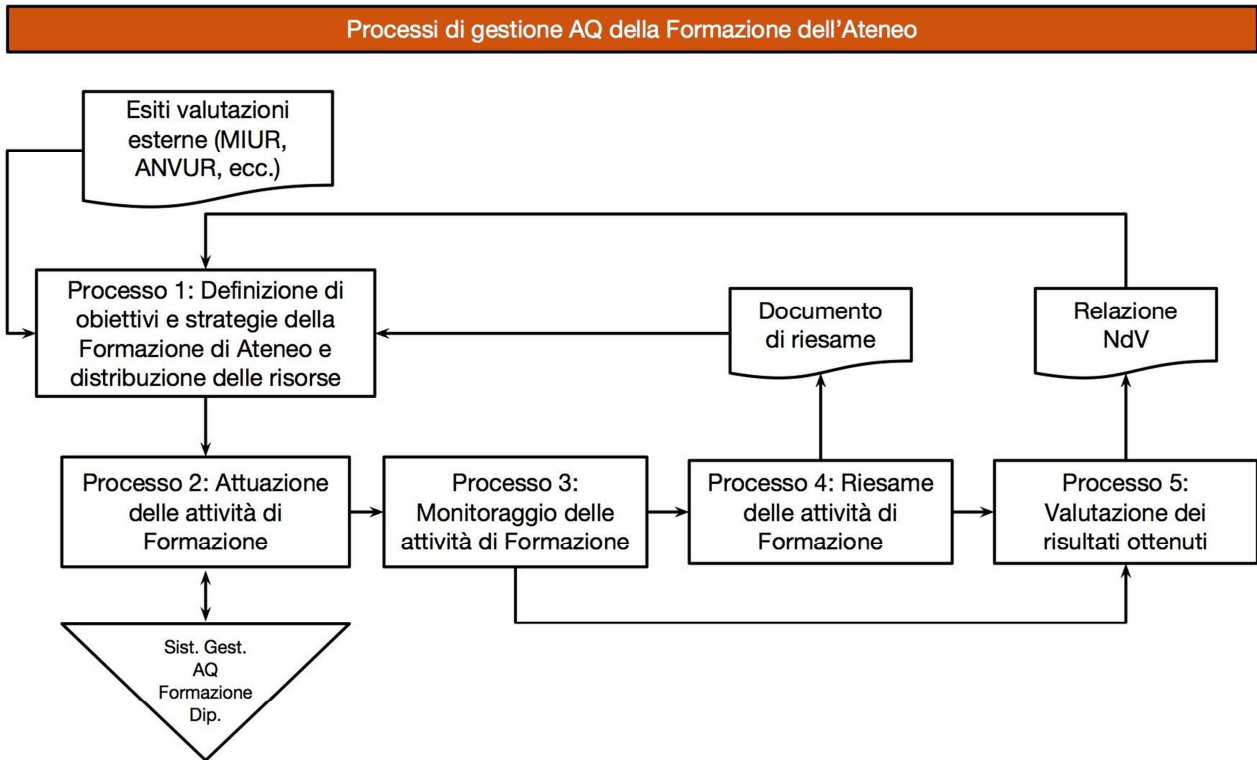 Processi di gestione AQ della Formazione dell'Ateneo
Esiti valutazioni
esterne (MIUR,
ANVUR, ecc.)
Processo 1: Definizione di
obiettivi e strategie della
Formazione di Ateneo e
distribuzione delle risorse
Documento
di riesame
Relazione
NdV
Processo 2: Attuazione
delle attività di
Formazione
Processo 3:
Monitoraggio delle
attività di Formazione
Processo 4: Riesame
delle attività di
Formazione
Processo 5:
Valutazione dei
risultati ottenuti
Sist. Gest.
AQ
Formazione
Dip.